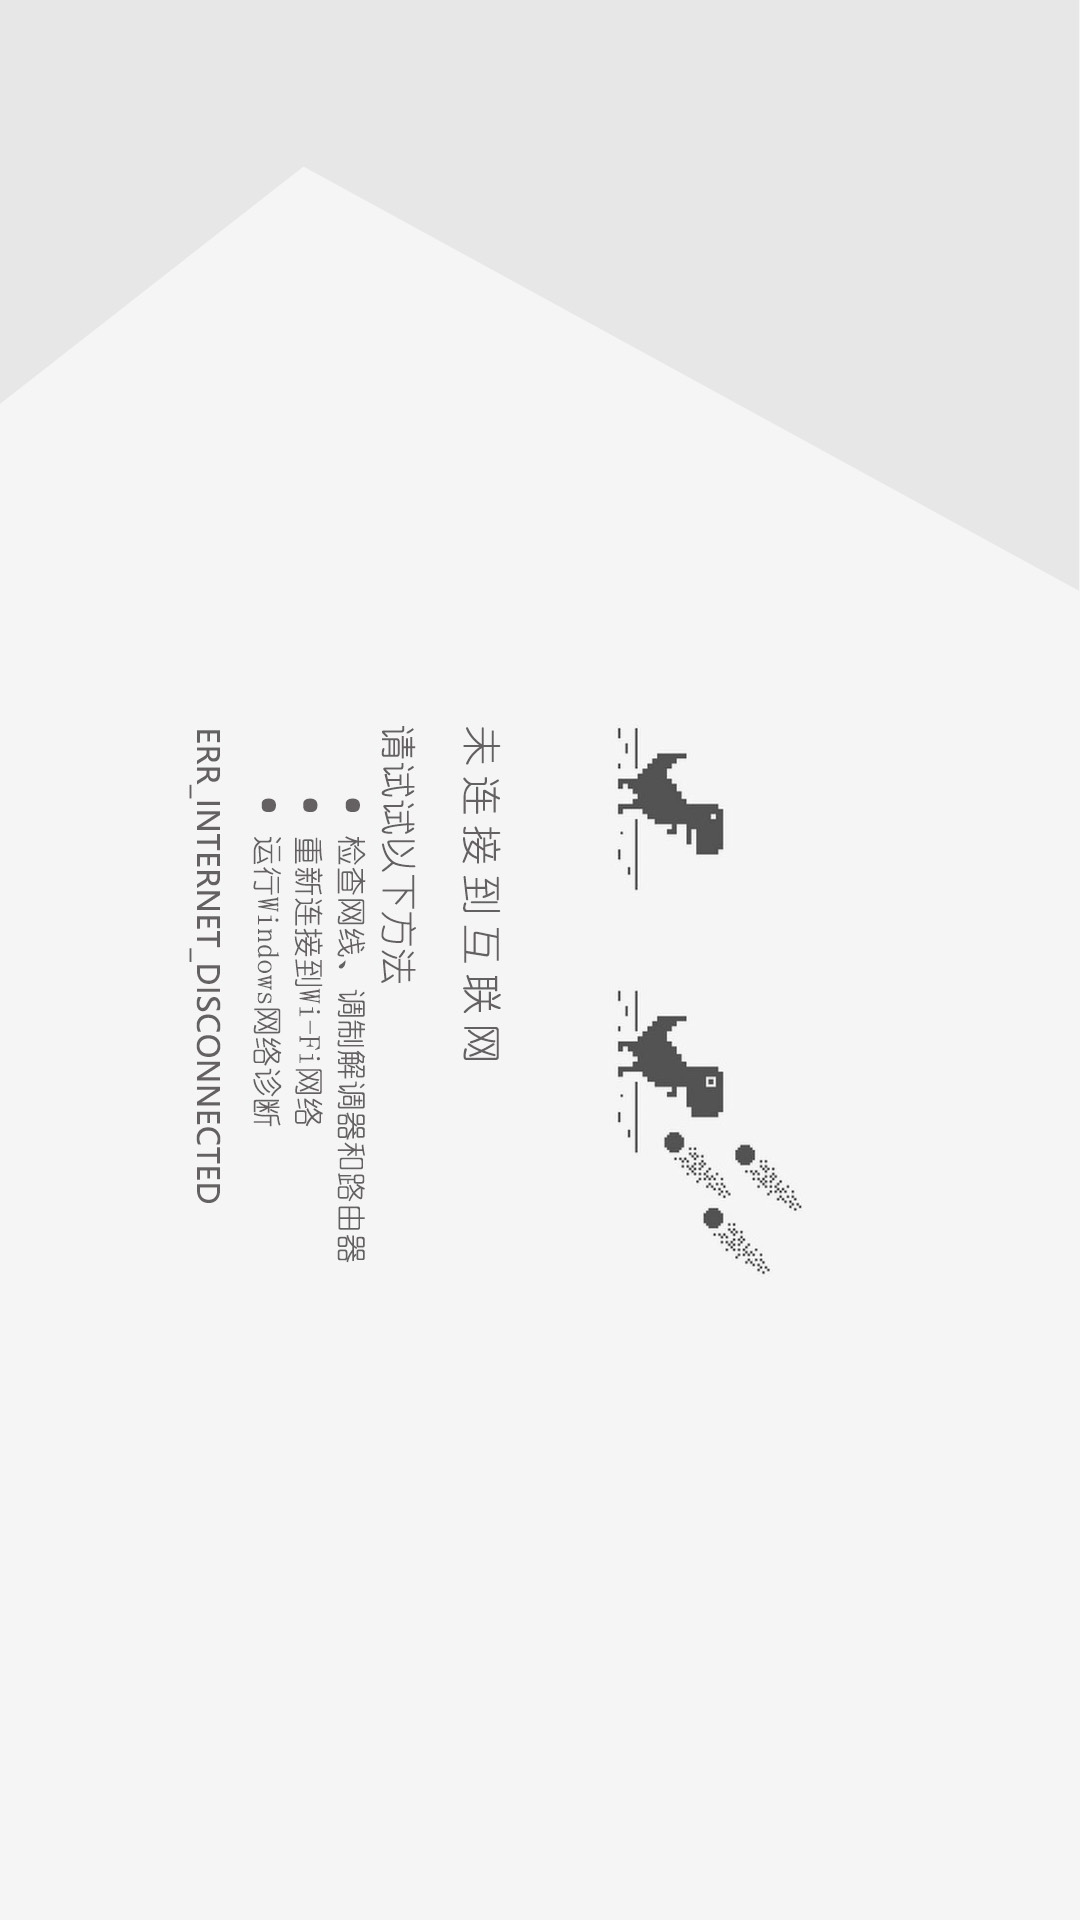 未连接到互联网
请试试以下方法
● 检查网线、调制解调器和路由器
● 重新连接到Wi-Fi网络
● 运行Windows网络诊断
ERR_INTERNET_DISCONNECTED